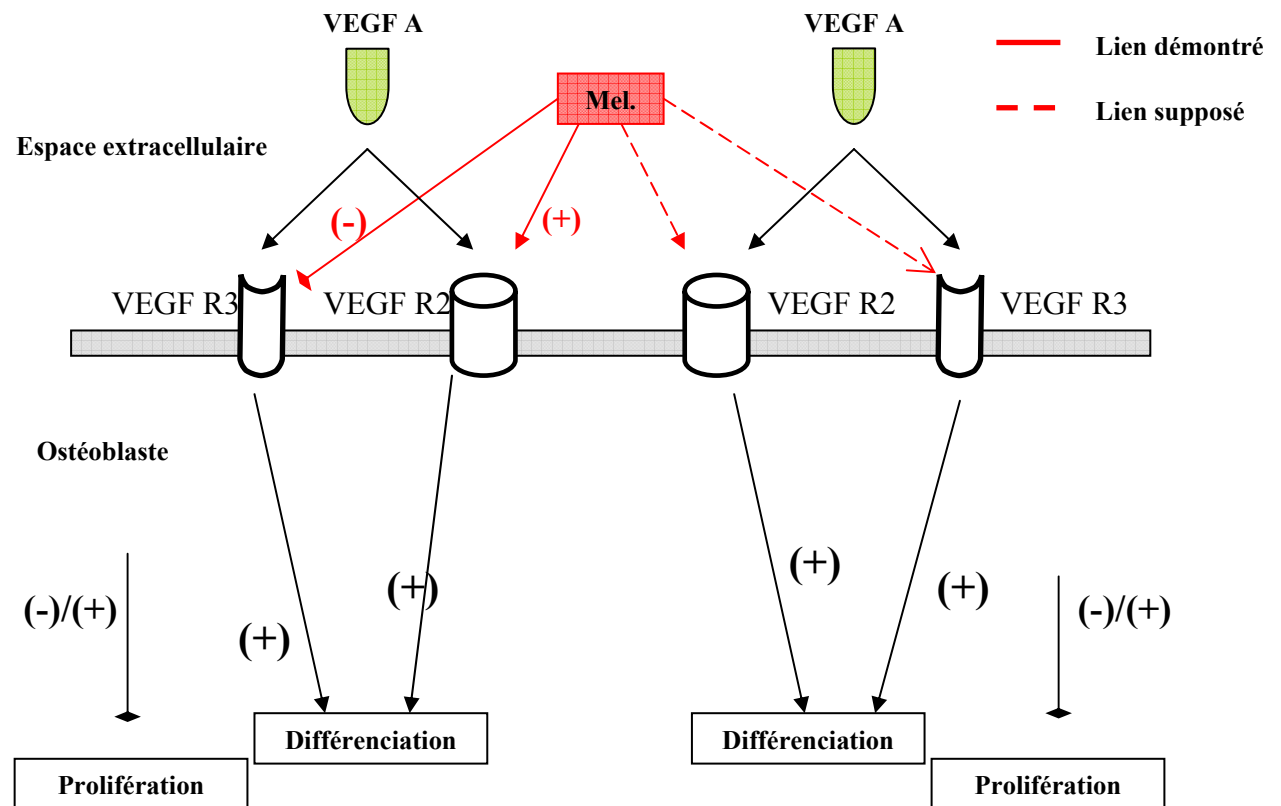 VEGF A
VEGF A
Lien démontré
Mel.
Lien supposé
Espace extracellulaire
(-)
(+)
VEGF R3
VEGF R2
VEGF R2
VEGF R3
Ostéoblaste
(-)/(+)
(+)
(+)
(+)
(+)
(-)/(+)
Différenciation
Différenciation
Prolifération
Prolifération